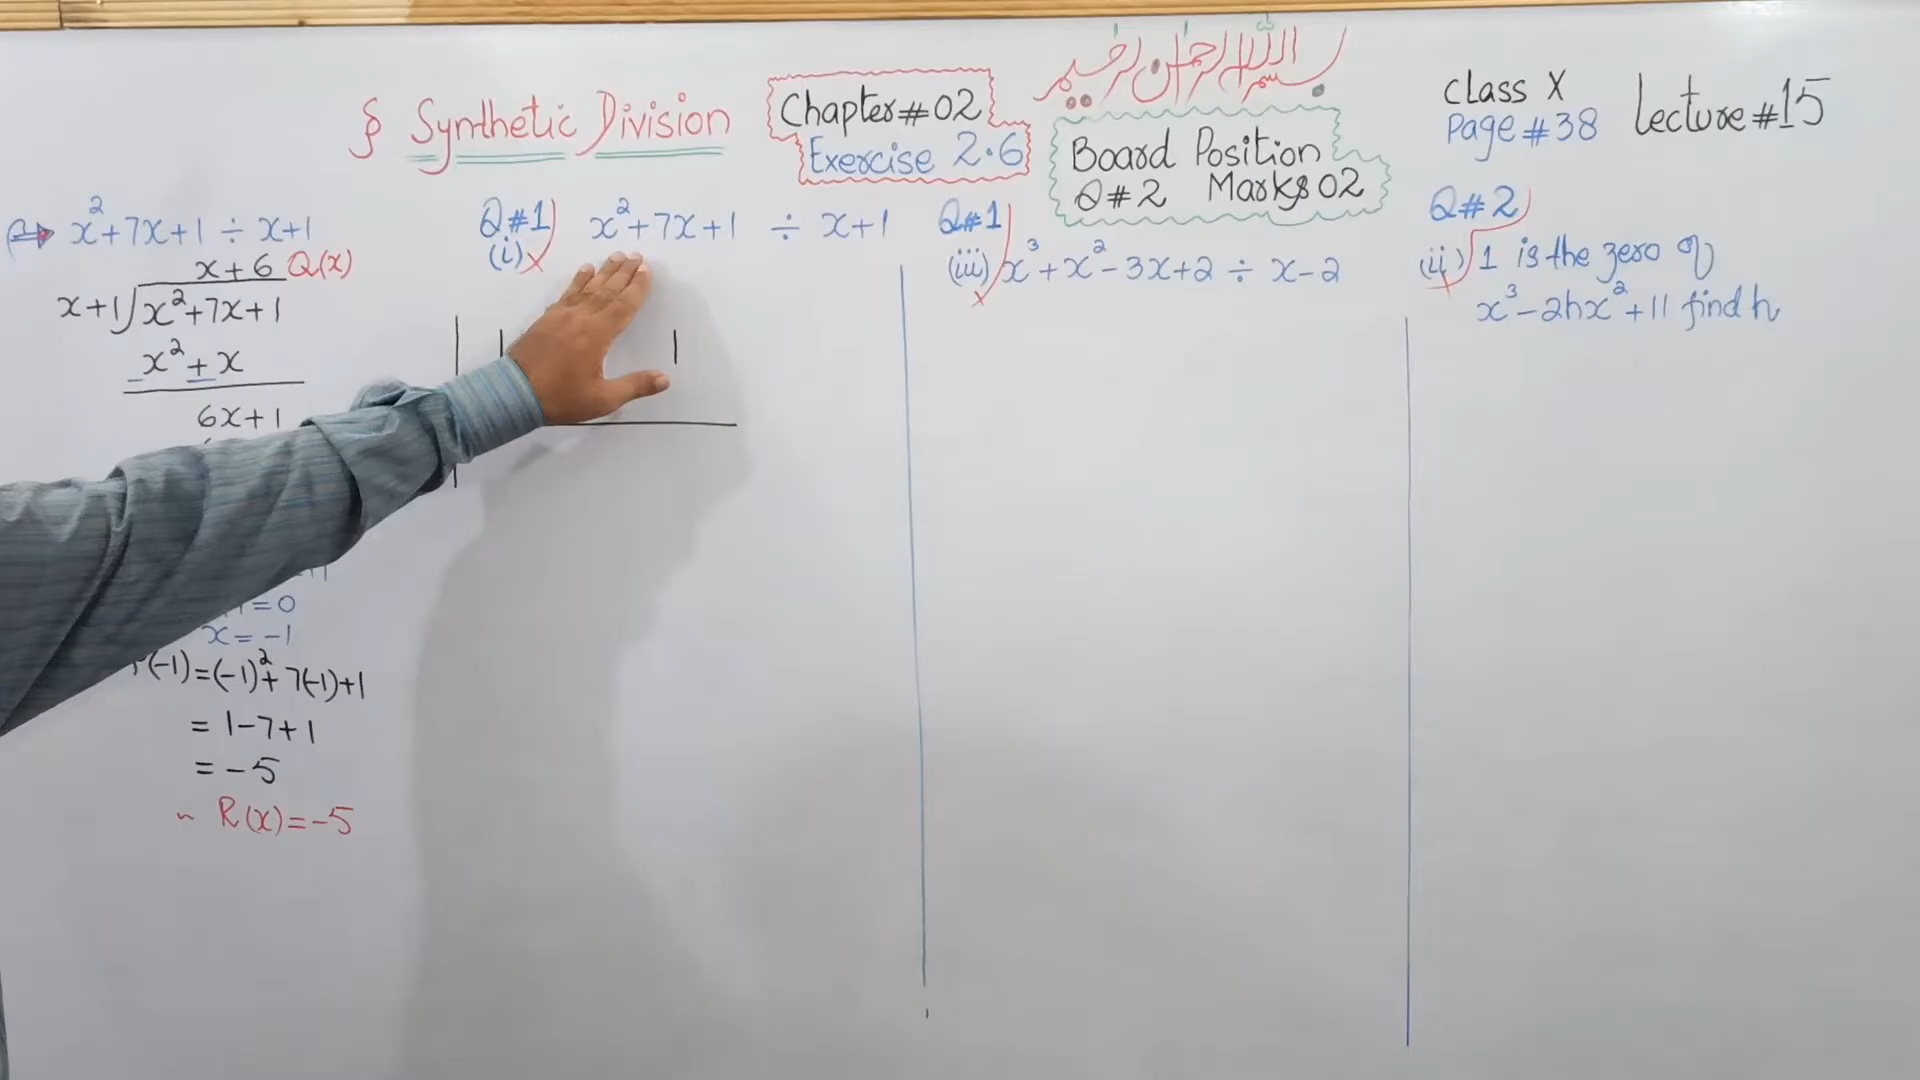 بسم الله الرحمن الرحيم
§ Synthetic Division
Chapter#02
Exercise 2.6
Board Position
Q#2 Marks 02
Class X
Page #38
Lecture#15
x²+7x+1 ÷ x+1
x+6 Q(x)
x+1)x²+7x+1
x²+x
6x+1
=0
x=-1
(-1)=(-1)²+7(-1)+1
= 1-7+1
= -5
~ R(x)=-5
Q#1)
(i) x²+7x+1 ÷ x+1
1 1
Q#1)
(iii) x³+x²-3x+2 ÷ x-2
Q#2)
(ii) 1 is the zero of
x³-2hx²+11 find h